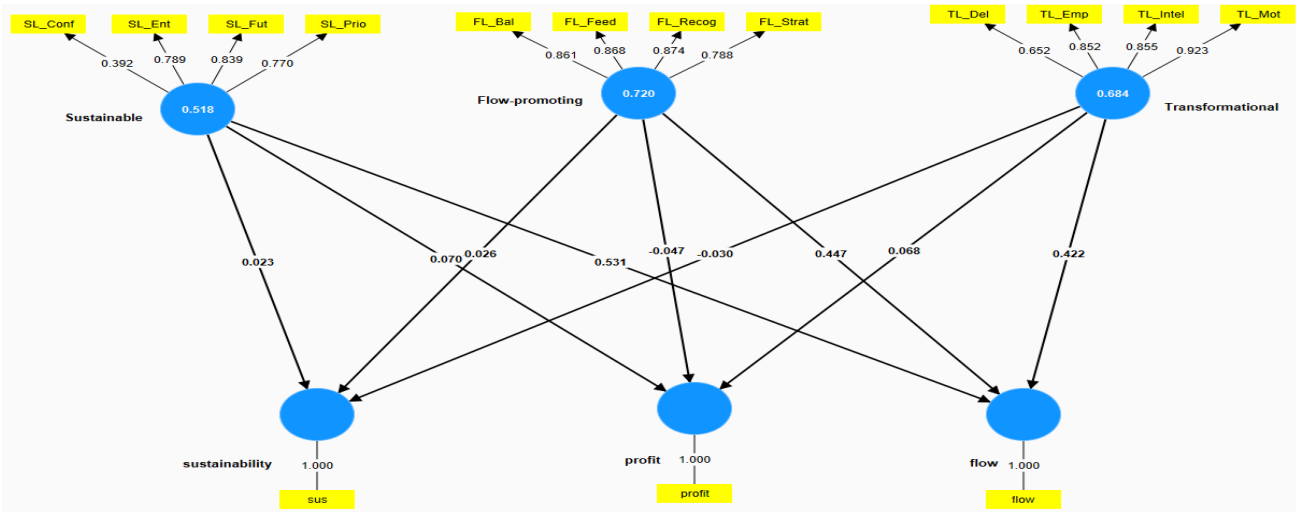 SL_Conf SL_Ent SL_Fut SL_Prio FL_Bal FL_Feed FL_Recog FL_Strat TL_Del TL_Emp TL_Intel TL_Mot
0.392 0.789 0.839 0.770 0.861 0.868 0.874 0.788 0.652 0.852 0.855 0.923
Sustainable 0.518 Flow-promoting 0.720 0.684 Transformational
0.023 0.070 0.026 0.531 -0.047 -0.030 0.447 0.068 0.422
sustainability 1.000 profit 1.000 flow 1.000
sus profit flow